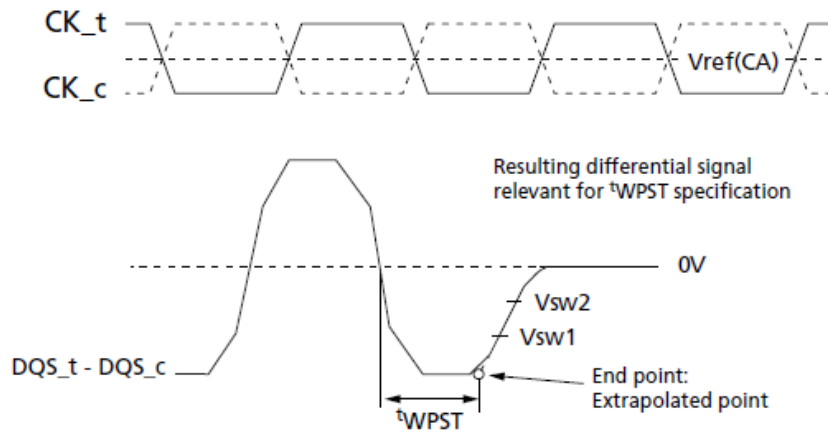 CK_t
Vref(CA)
CK_c
Resulting differential signal
relevant for tWPST specification
0V
Vsw2
Vsw1
DQS_t - DQS_c
End point:
Extrapolated point
tWPST